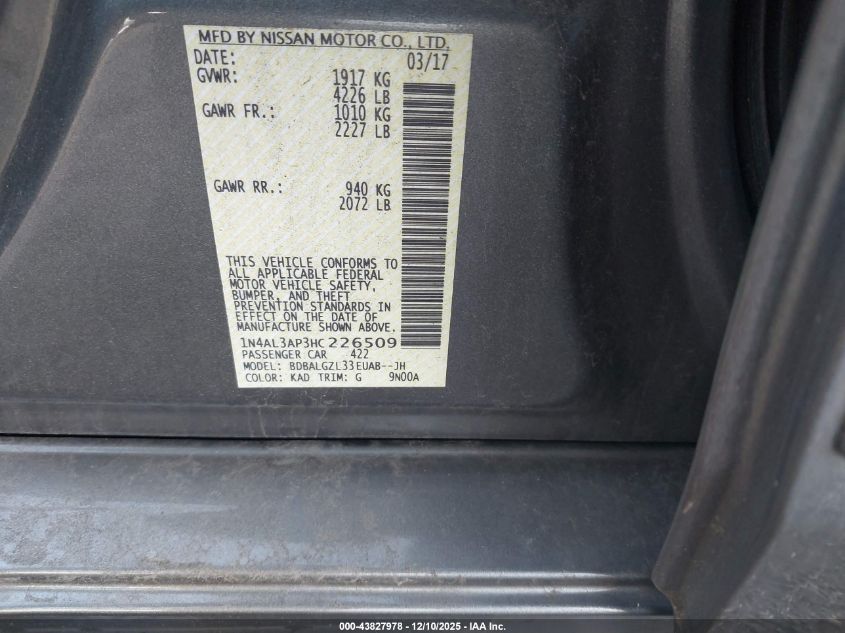 MFD BY NISSAN MOTOR CO., LTD.
DATE: 03/17
GVWR: 1917 KG
4226 LB
GAWR FR.: 1010 KG
2227 LB
GAWR RR.: 940 KG
2072 LB
THIS VEHICLE CONFORMS TO
ALL APPLICABLE FEDERAL
MOTOR VEHICLE SAFETY,
BUMPER, AND THEFT
PREVENTION STANDARDS IN
EFFECT ON THE DATE OF
MANUFACTURE SHOWN ABOVE.
1N4AL3AP3HC226509
PASSENGER CAR 422
MODEL: BDBALGZL33EUAB--JH
COLOR: KAD TRIM: G 9N00A
000-43827978 - 12/10/2025 - IAA Inc.